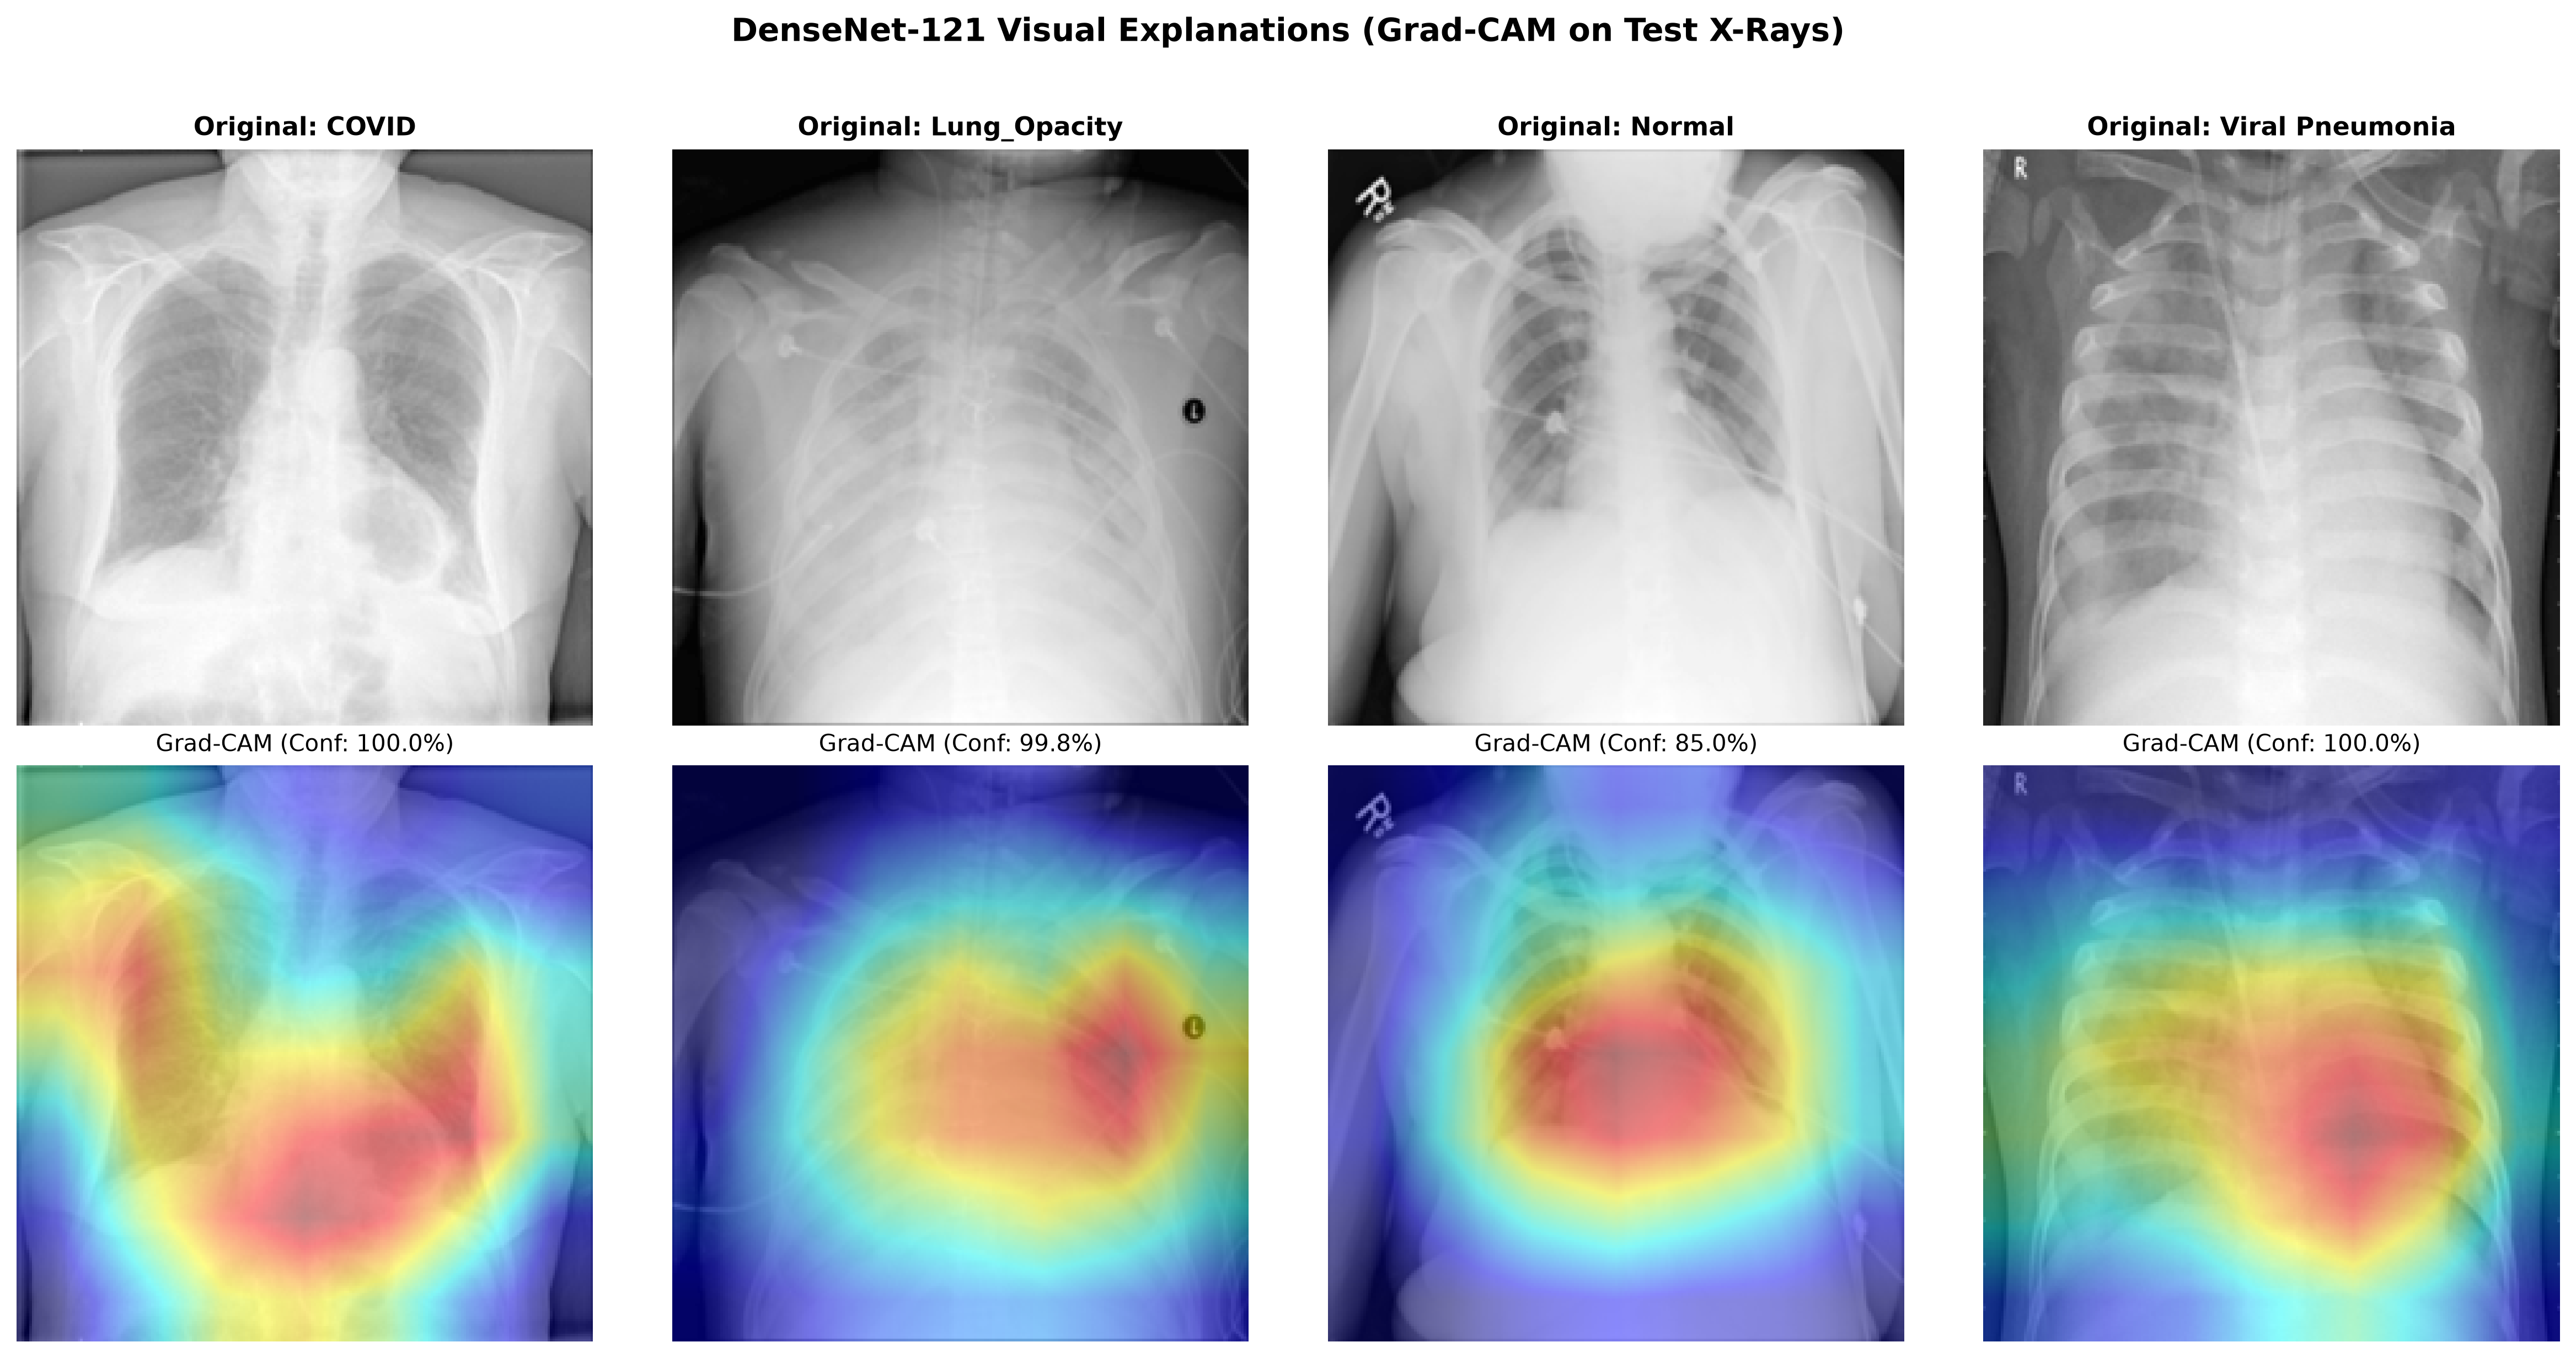 DenseNet-121 Visual Explanations (Grad-CAM on Test X-Rays)
Original: COVID
Original: Lung_Opacity
Original: Normal
Original: Viral Pneumonia
R
R
L
Grad-CAM (Conf: 100.0%)
Grad-CAM (Conf: 99.8%)
Grad-CAM (Conf: 85.0%)
Grad-CAM (Conf: 100.0%)
R
R
L